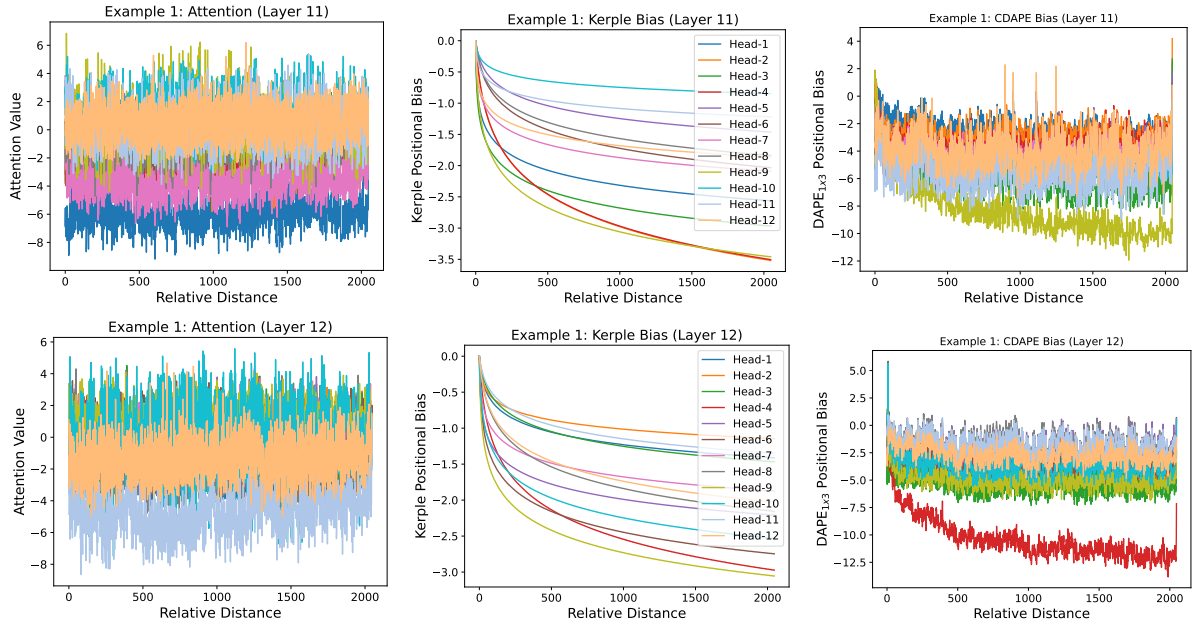 Example 1: Attention (Layer 11)
Attention Value
6
4
2
0
−2
−4
−6
−8
0
500
1000
1500
2000
Relative Distance
Example 1: Kerple Bias (Layer 11)
Kerple Positional Bias
0.0
−0.5
−1.0
−1.5
−2.0
−2.5
−3.0
−3.5
0
500
1000
1500
2000
Relative Distance
Head-1
Head-2
Head-3
Head-4
Head-5
Head-6
Head-7
Head-8
Head-9
Head-10
Head-11
Head-12
Example 1: CDAPE Bias (Layer 11)
DAPE1x3 Positional Bias
4
2
0
−2
−4
−6
−8
−10
−12
0
500
1000
1500
2000
Relative Distance
Example 1: Attention (Layer 12)
Attention Value
6
4
2
0
−2
−4
−6
−8
0
500
1000
1500
2000
Relative Distance
Example 1: Kerple Bias (Layer 12)
Kerple Positional Bias
0.0
−0.5
−1.0
−1.5
−2.0
−2.5
−3.0
0
500
1000
1500
2000
Relative Distance
Head-1
Head-2
Head-3
Head-4
Head-5
Head-6
Head-7
Head-8
Head-9
Head-10
Head-11
Head-12
Example 1: CDAPE Bias (Layer 12)
DAPE1x3 Positional Bias
5.0
2.5
0.0
−2.5
−5.0
−7.5
−10.0
−12.5
0
500
1000
1500
2000
Relative Distance